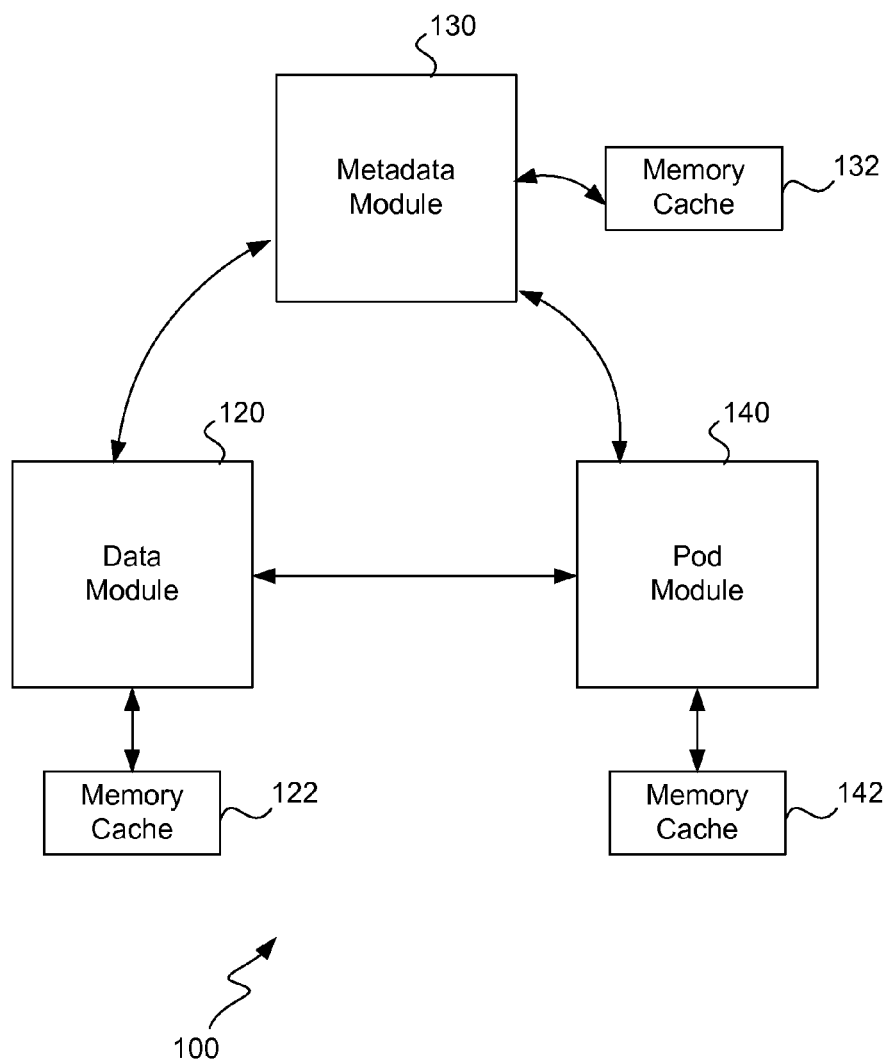 130
Metadata
Module
Memory
Cache
132
120
140
Data
Module
Pod
Module
Memory
Cache
122
Memory
Cache
142
100